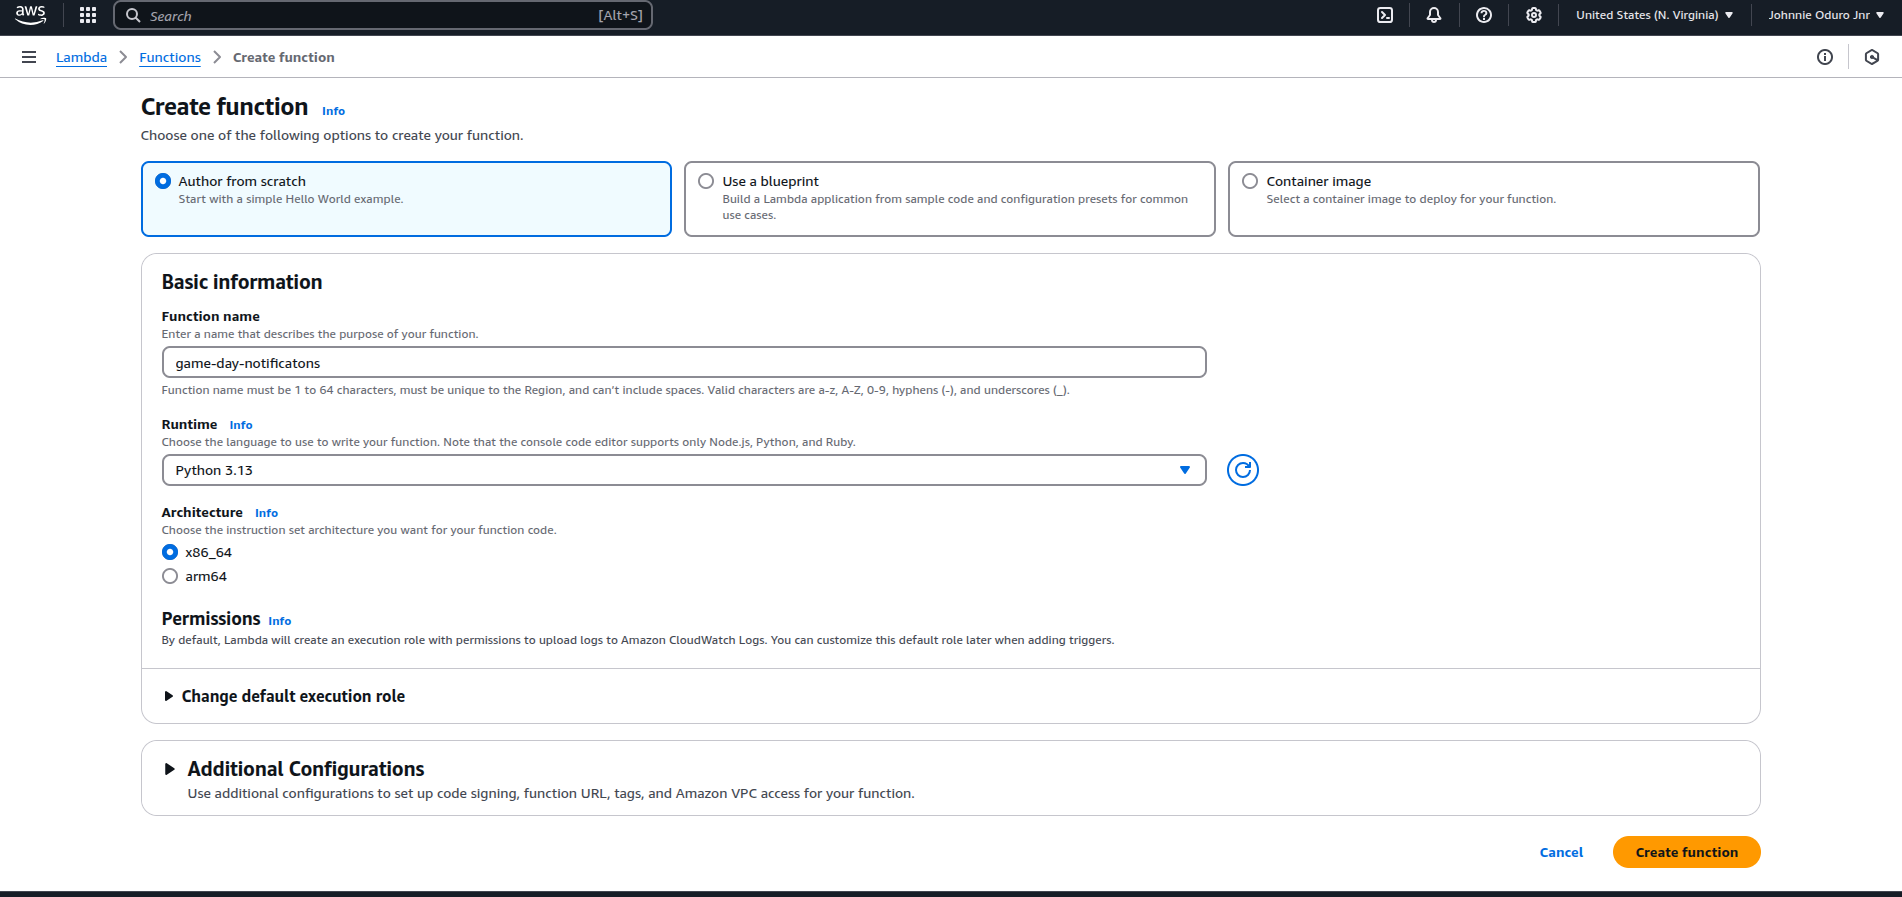 aws
Search [Alt+S]
United States (N. Virginia)
Johnnie Oduro Jnr
Lambda
Functions
Create function
Create function Info
Choose one of the following options to create your function.
Author from scratch
Start with a simple Hello World example.
Use a blueprint
Build a Lambda application from sample code and configuration presets for common
use cases.
Container image
Select a container image to deploy for your function.
Basic information
Function name
Enter a name that describes the purpose of your function.
game-day-notificatons
Function name must be 1 to 64 characters, must be unique to the Region, and can't include spaces. Valid characters are a-z, A-Z, 0-9, hyphens (-), and underscores (_).
Runtime Info
Choose the language to use to write your function. Note that the console code editor supports only Node.js, Python, and Ruby.
Python 3.13
Architecture Info
Choose the instruction set architecture you want for your function code.
x86_64
arm64
Permissions Info
By default, Lambda will create an execution role with permissions to upload logs to Amazon CloudWatch Logs. You can customize this default role later when adding triggers.
Change default execution role
Additional Configurations
Use additional configurations to set up code signing, function URL, tags, and Amazon VPC access for your function.
Cancel
Create function